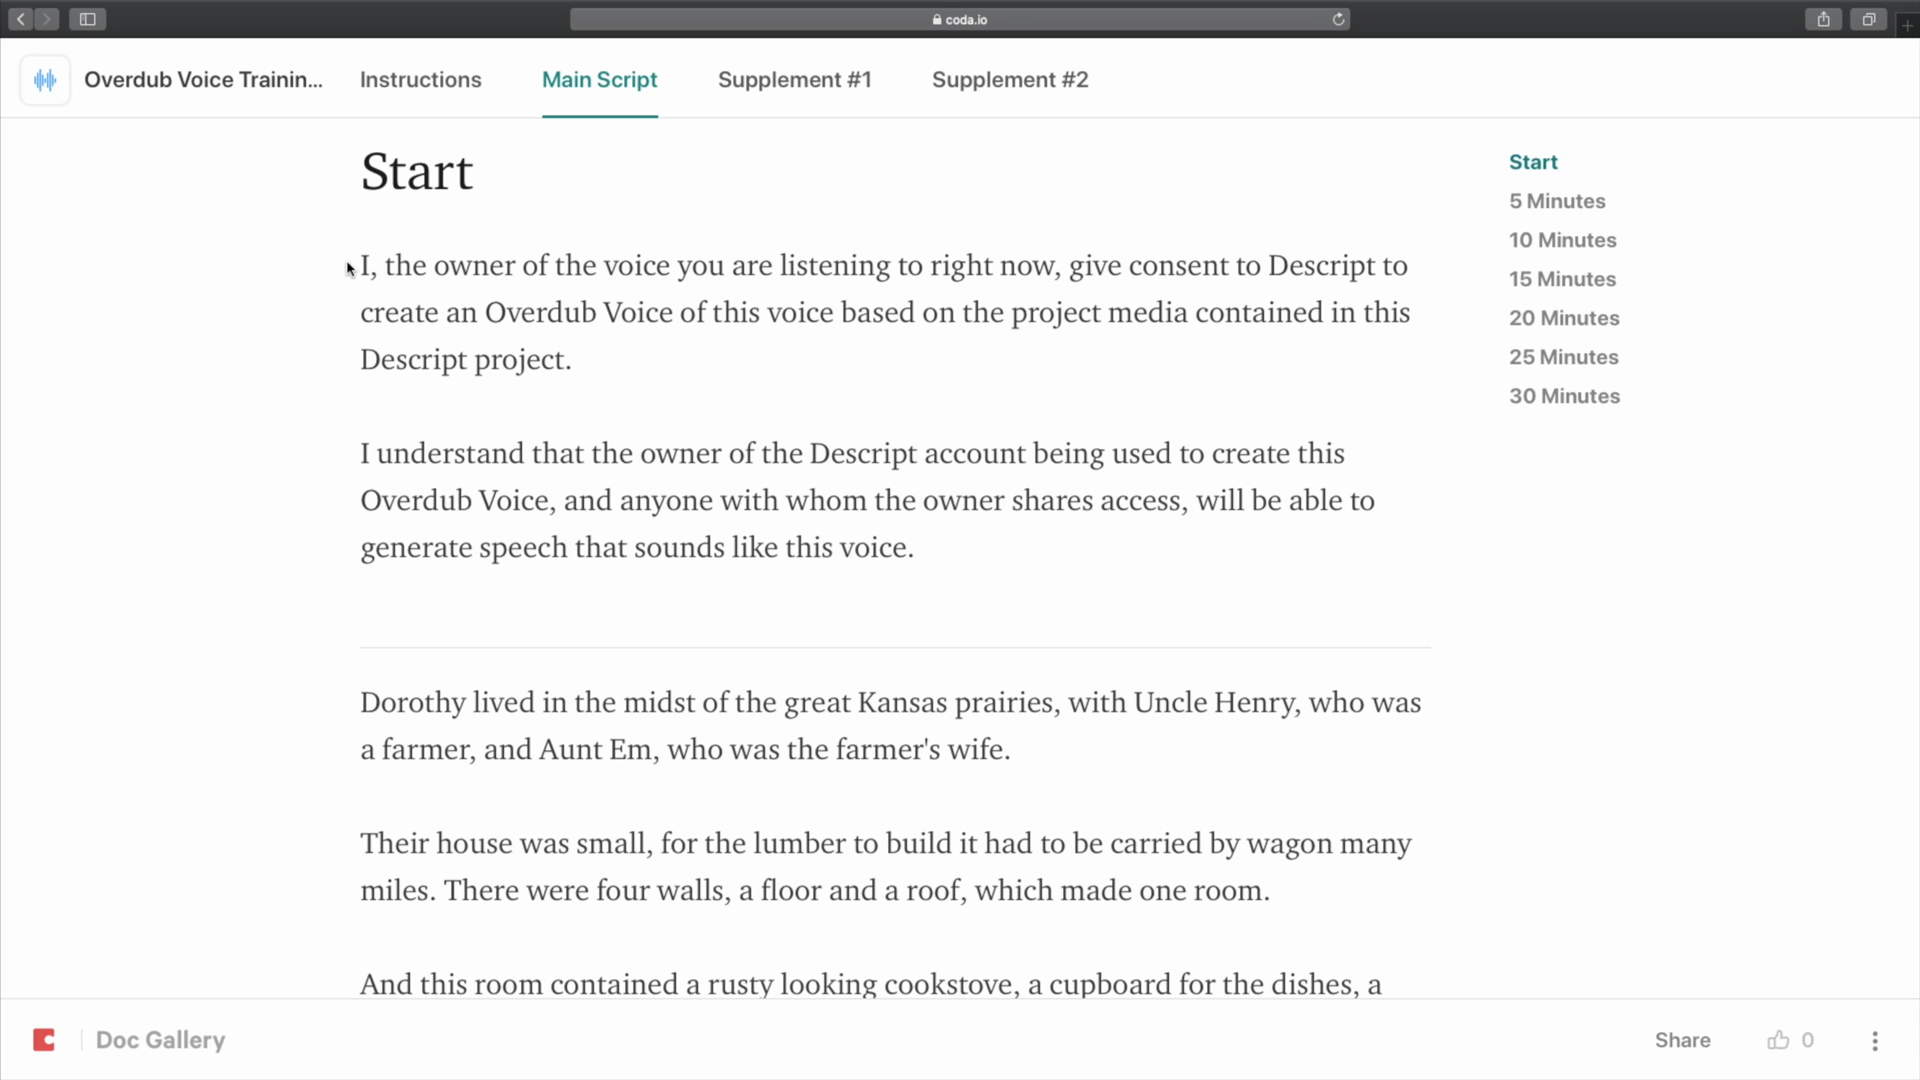 coda.io
Overdub Voice Trainin...
Instructions
Main Script
Supplement #1
Supplement #2
Start
I, the owner of the voice you are listening to right now, give consent to Descript to
create an Overdub Voice of this voice based on the project media contained in this
Descript project.
I understand that the owner of the Descript account being used to create this
Overdub Voice, and anyone with whom the owner shares access, will be able to
generate speech that sounds like this voice.
Dorothy lived in the midst of the great Kansas prairies, with Uncle Henry, who was
a farmer, and Aunt Em, who was the farmer's wife.
Their house was small, for the lumber to build it had to be carried by wagon many
miles. There were four walls, a floor and a roof, which made one room.
And this room contained a rusty looking cookstove, a cupboard for the dishes, a
Start
5 Minutes
10 Minutes
15 Minutes
20 Minutes
25 Minutes
30 Minutes
Doc Gallery
Share
0